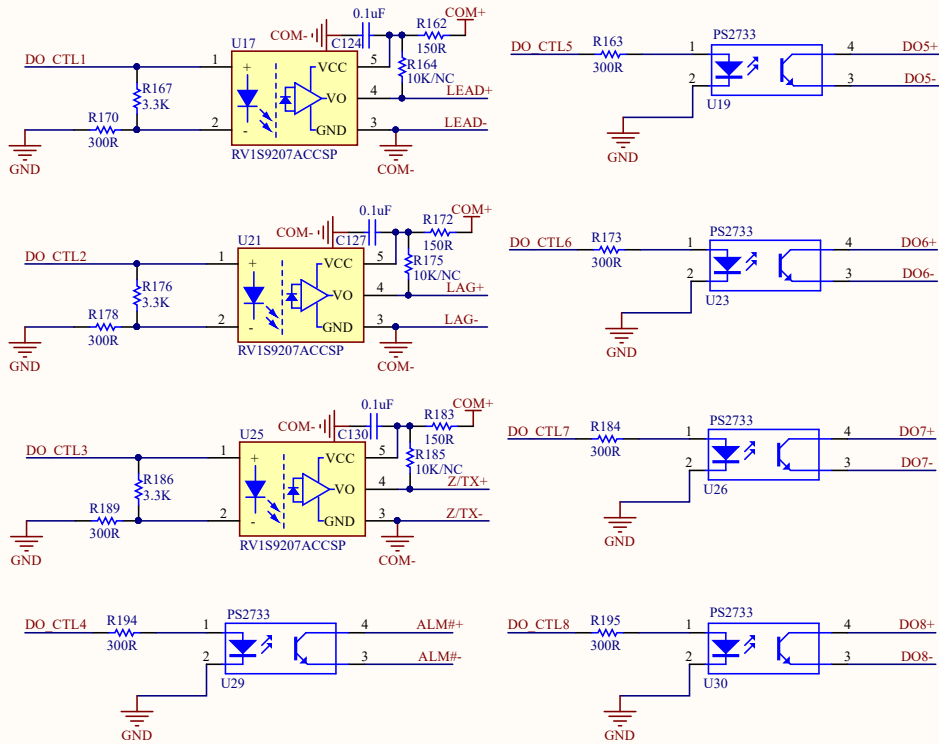 COM+
0.1uF
R162
COM-
C124
150R
U17
R164
10K/NC
DO_CTL1
1
+
VCC
5
R167
3.3K
VO
4
LEAD+
R170
300R
2
-
GND
3
LEAD-
RV1S9207ACCSP
GND
COM-
PS2733
DO_CTL5
R163
300R
1
4
DO5+
2
3
DO5-
U19
GND
COM+
0.1uF
R172
COM-
C127
150R
U21
R175
10K/NC
DO_CTL2
1
+
VCC
5
R176
3.3K
VO
4
LAG+
R178
300R
2
-
GND
3
LAG-
RV1S9207ACCSP
GND
COM-
PS2733
DO_CTL6
R173
300R
1
4
DO6+
2
3
DO6-
U23
GND
COM+
0.1uF
R183
COM-
C130
150R
U25
R185
10K/NC
DO_CTL3
1
+
VCC
5
R186
3.3K
VO
4
Z/TX+
R189
300R
2
-
GND
3
Z/TX-
RV1S9207ACCSP
GND
COM-
PS2733
DO_CTL7
R184
300R
1
4
DO7+
2
3
DO7-
U26
GND
PS2733
DO_CTL4
R194
300R
1
4
ALM#+
2
3
ALM#-
U29
GND
PS2733
DO_CTL8
R195
300R
1
4
DO8+
2
3
DO8-
U30
GND